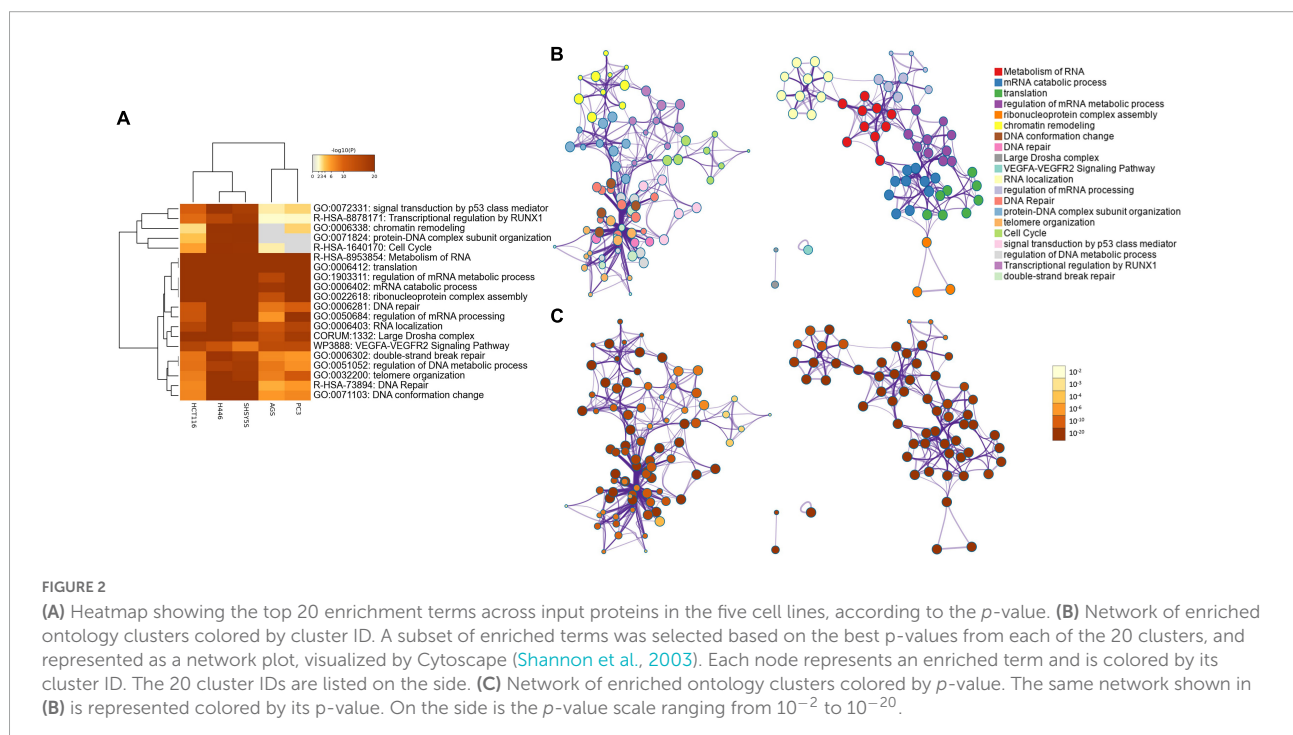 A
-log10(P)
0 2 3 4 6 10 20
GO:0072331: signal transduction by p53 class mediator
R-HSA-8878171: Transcriptional regulation by RUNX1
GO:0006338: chromatin remodeling
GO:0071824: protein-DNA complex subunit organization
R-HSA-1640170: Cell Cycle
R-HSA-8953854: Metabolism of RNA
GO:0006412: translation
GO:1903311: regulation of mRNA metabolic process
GO:0006402: mRNA catabolic process
GO:0022618: ribonucleoprotein complex assembly
GO:0006281: DNA repair
GO:0050684: regulation of mRNA processing
GO:0006403: RNA localization
CORUM:1332: Large Drosha complex
WP3888: VEGFA-VEGFR2 Signaling Pathway
GO:0006302: double-strand break repair
GO:0051052: regulation of DNA metabolic process
GO:0032200: telomere organization
R-HSA-73894: DNA Repair
GO:0071103: DNA conformation change
HCT116
H446
SHSY5S
AGS
PC3
B
Metabolism of RNA
mRNA catabolic process
translation
regulation of mRNA metabolic process
ribonucleoprotein complex assembly
chromatin remodeling
DNA conformation change
DNA repair
Large Drosha complex
VEGFA-VEGFR2 Signaling Pathway
RNA localization
regulation of mRNA processing
DNA Repair
protein-DNA complex subunit organization
telomere organization
Cell Cycle
signal transduction by p53 class mediator
regulation of DNA metabolic process
Transcriptional regulation by RUNX1
double-strand break repair
C
10⁻²
10⁻³
10⁻⁴
10⁻⁶
10⁻¹⁰
10⁻²⁰
FIGURE 2
(A) Heatmap showing the top 20 enrichment terms across input proteins in the five cell lines, according to the p-value. (B) Network of enriched
ontology clusters colored by cluster ID. A subset of enriched terms was selected based on the best p-values from each of the 20 clusters, and
represented as a network plot, visualized by Cytoscape (Shannon et al., 2003). Each node represents an enriched term and is colored by its
cluster ID. The 20 cluster IDs are listed on the side. (C) Network of enriched ontology clusters colored by p-value. The same network shown in
(B) is represented colored by its p-value. On the side is the p-value scale ranging from 10⁻² to 10⁻²⁰.